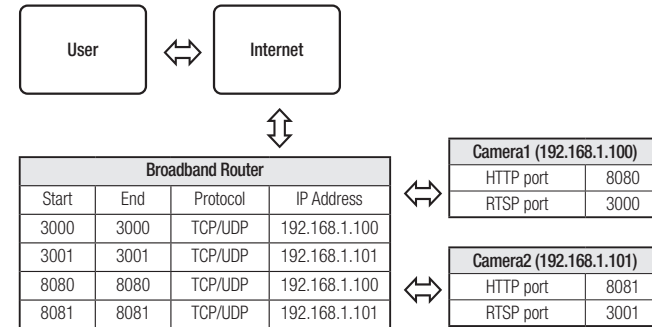 User
Internet
Broadband Router
Start End Protocol IP Address
3000 3000 TCP/UDP 192.168.1.100
3001 3001 TCP/UDP 192.168.1.101
8080 8080 TCP/UDP 192.168.1.100
8081 8081 TCP/UDP 192.168.1.101
Camera1 (192.168.1.100)
HTTP port 8080
RTSP port 3000
Camera2 (192.168.1.101)
HTTP port 8081
RTSP port 3001